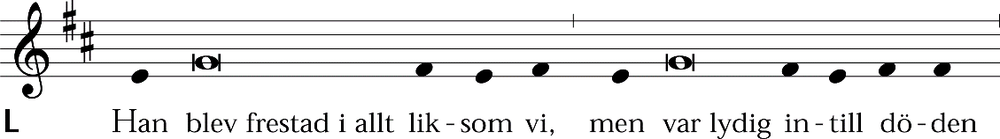 L Han blev frestad i allt lik-som vi, men var lydig in-till dö-den